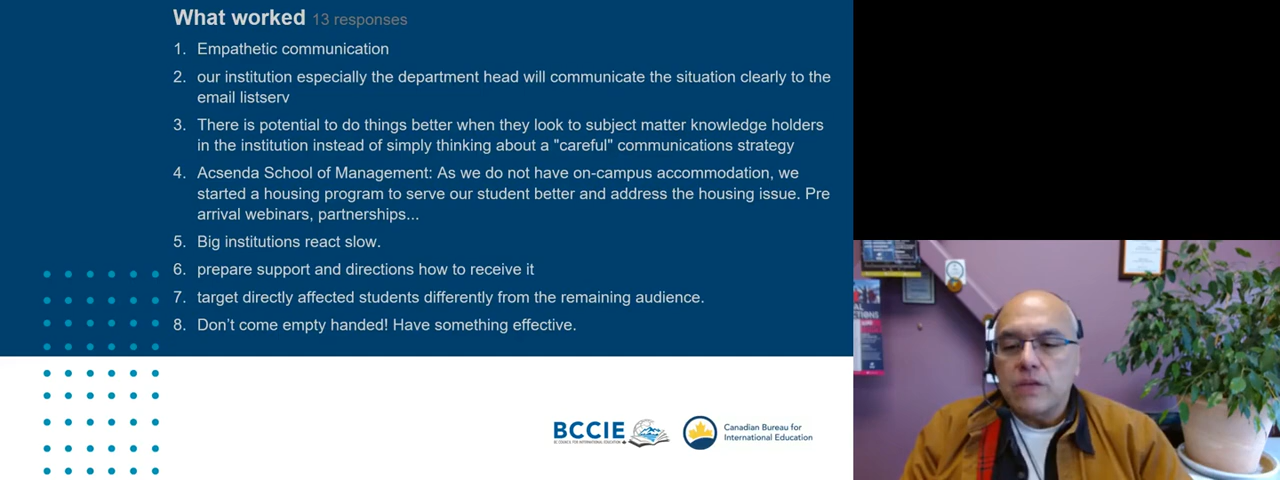 What worked 13 responses
1. Empathetic communication
2. our institution especially the department head will communicate the situation clearly to the
email listserv
3. There is potential to do things better when they look to subject matter knowledge holders
in the institution instead of simply thinking about a "careful" communications strategy
4. Acsenda School of Management: As we do not have on-campus accommodation, we
started a housing program to serve our student better and address the housing issue. Pre
arrival webinars, partnerships...
5. Big institutions react slow.
6. prepare support and directions how to receive it
7. target directly affected students differently from the remaining audience.
8. Don’t come empty handed! Have something effective.
BCCIE
BC COUNCIL FOR INTERNATIONAL EDUCATION
Canadian Bureau for
International Education